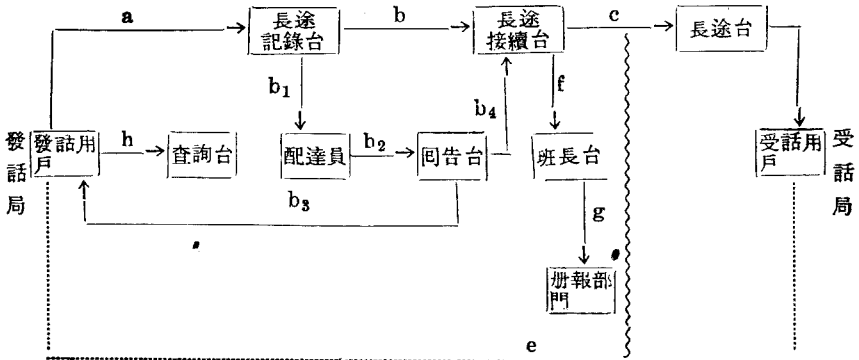 a
b
c
長途
記錄台
長途
接續台
長途台
b₁
b₄
f
發話局
發話用
戶
h
查詢台
配達員
b₂
回告台
班長台
受話用
戶
受話局
b₃
g
册報部
門
e